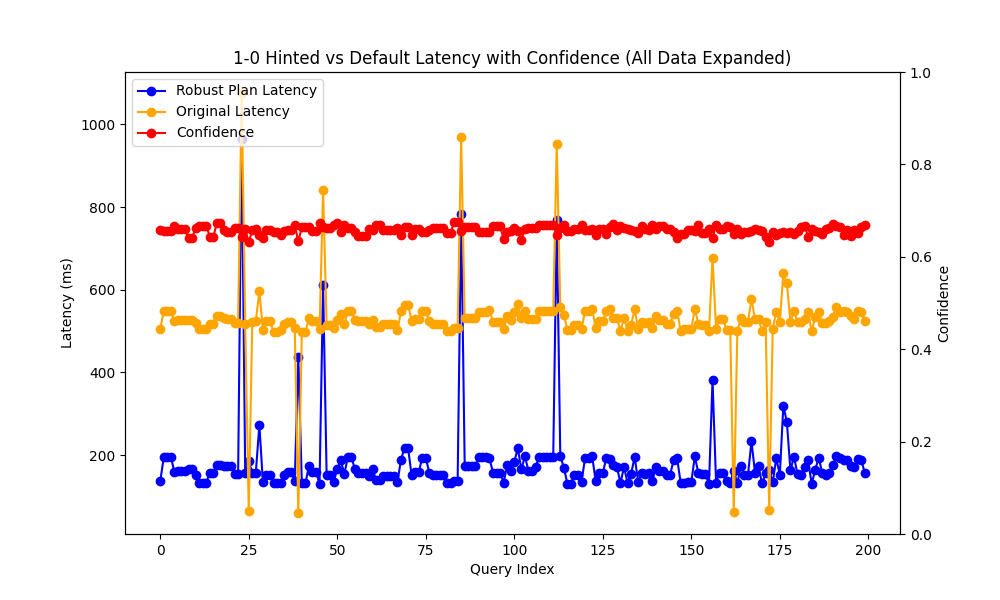 1-0 Hinted vs Default Latency with Confidence (All Data Expanded)
Robust Plan Latency
Original Latency
Confidence
1000
800
600
400
200
Latency (ms)
1.0
0.8
0.6
0.4
0.2
0.0
Confidence
0 25 50 75 100 125 150 175 200
Query Index